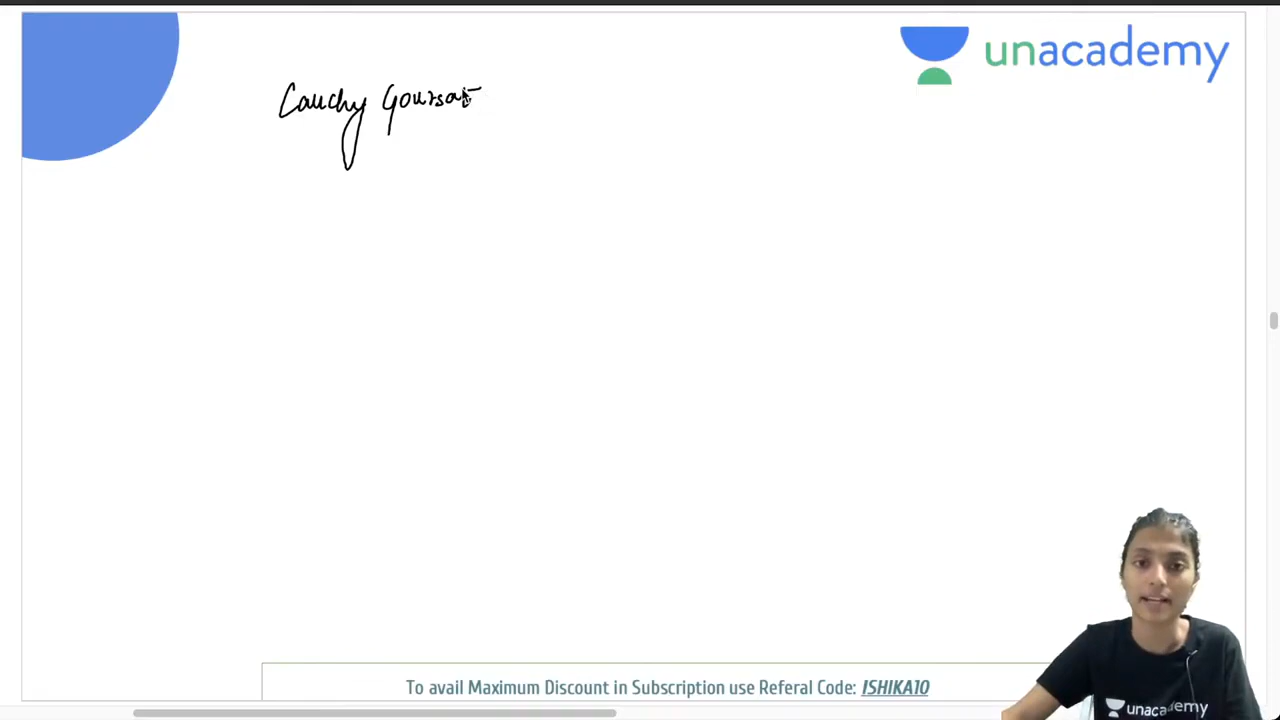 unacademy
Cauchy Goursat
To avail Maximum Discount in Subscription use Referal Code: ISHIKA10
unacademy